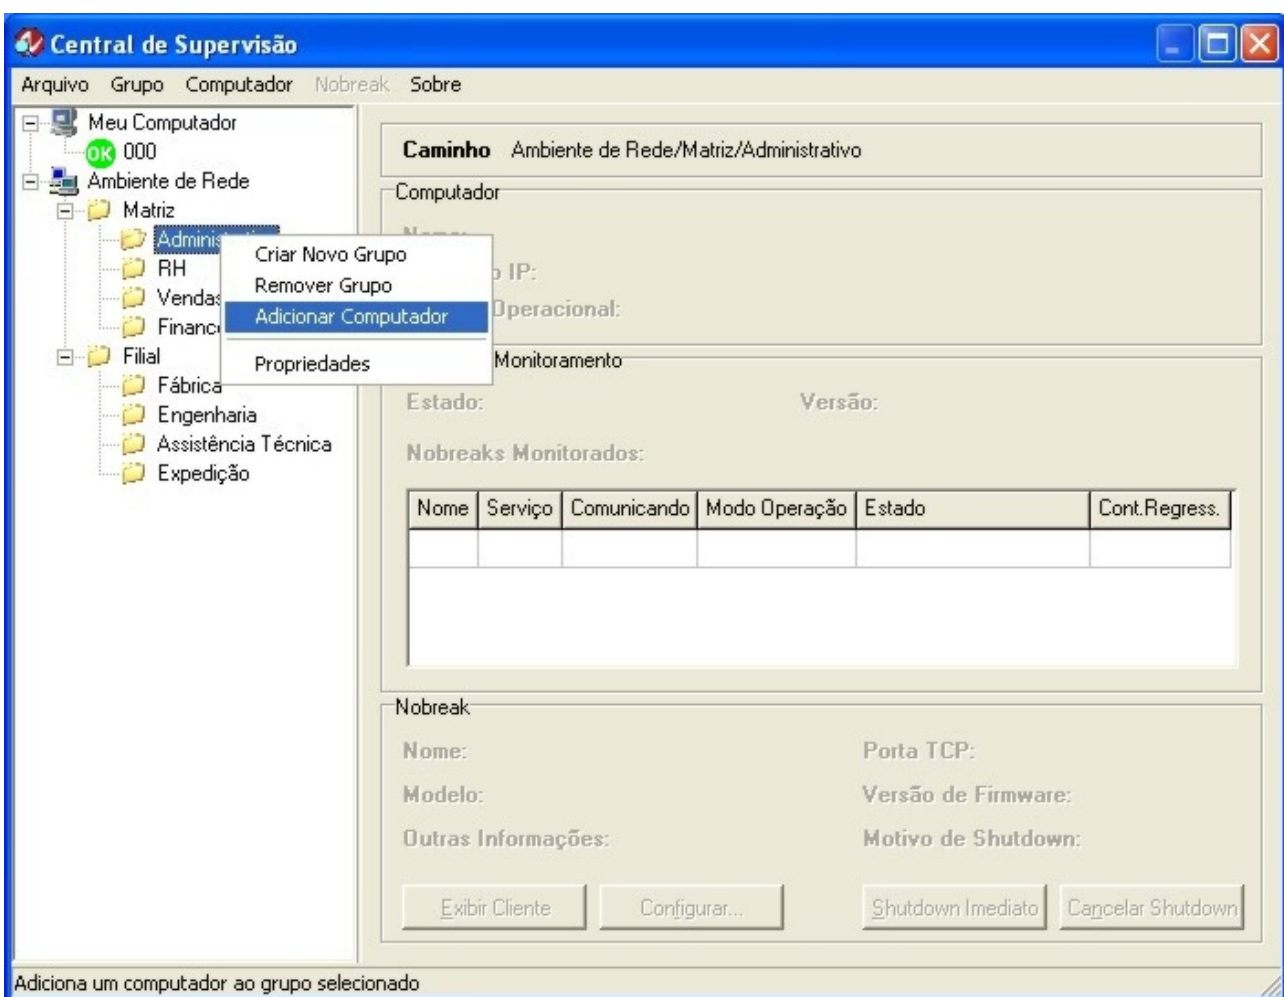 Central de Supervisão
Arquivo Grupo Computador Nobreak Sobre
Meu Computador
OK 000
Ambiente de Rede
Matriz
RH
Filial
Fábrica
Engenharia
Assistência Técnica
Expedição
Criar Novo Grupo
Remover Grupo
Adicionar Computador
Propriedades
Caminho Ambiente de Rede/Matriz/Administrativo
Computador
IP:
Operacional:
Monitoramento
Estado: Versão:
Nobreaks Monitorados:
Nome Serviço Comunicando Modo Operação Estado Cont.Regress.
Nobreak
Nome: Porta TCP:
Modelo: Versão de Firmware:
Outras Informações: Motivo de Shutdown:
Exibir Cliente Configurar... Shutdown Imediato Cancelar Shutdown
Adiciona um computador ao grupo selecionado